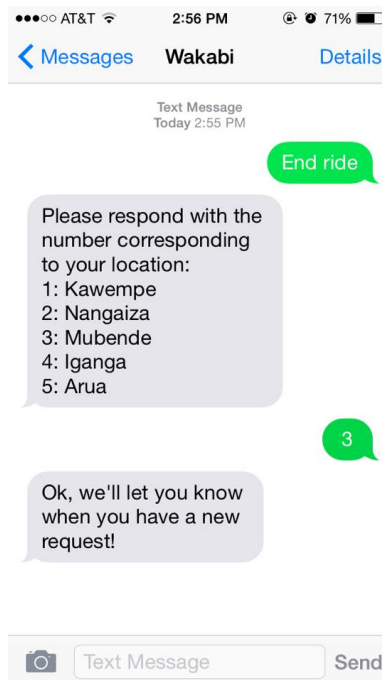 ●●●○○ AT&T 2:56 PM 71%
Messages Wakabi Details
Text Message
Today 2:55 PM
End ride
Please respond with the
number corresponding
to your location:
1: Kawempe
2: Nangaiza
3: Mubende
4: Iganga
5: Arua
3
Ok, we'll let you know
when you have a new
request!
Text Message Send